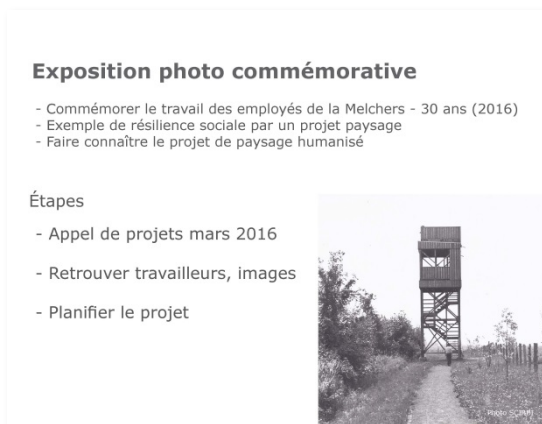 Exposition photo commémorative
- Commémorer le travail des employés de la Melchers - 30 ans (2016)
- Exemple de résilience sociale par un projet paysage
- Faire connaître le projet de paysage humanisé
Étapes
- Appel de projets mars 2016
- Retrouver travailleurs, images
- Planifier le projet
Photo